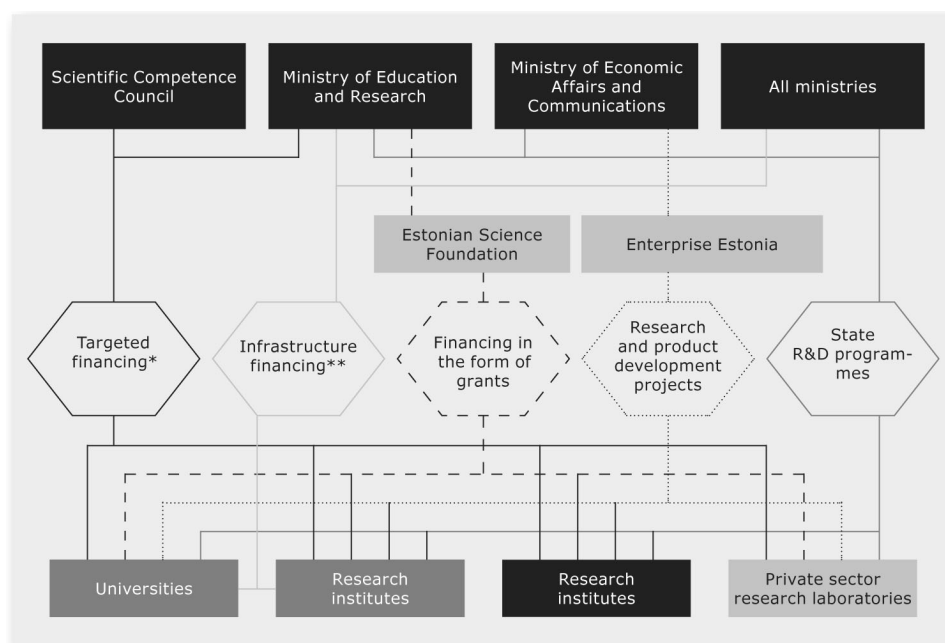 Scientific Competence
Council
Ministry of Education
and Research
Ministry of Economic
Affairs and
Communications
All ministries
Estonian Science
Foundation
Enterprise Estonia
Targeted
financing*
Infrastructure
financing**
Financing in
the form of
grants
Research
and product
development
projects
State
R&D program-
mes
Universities
Research
institutes
Research
institutes
Private sector
research laboratories